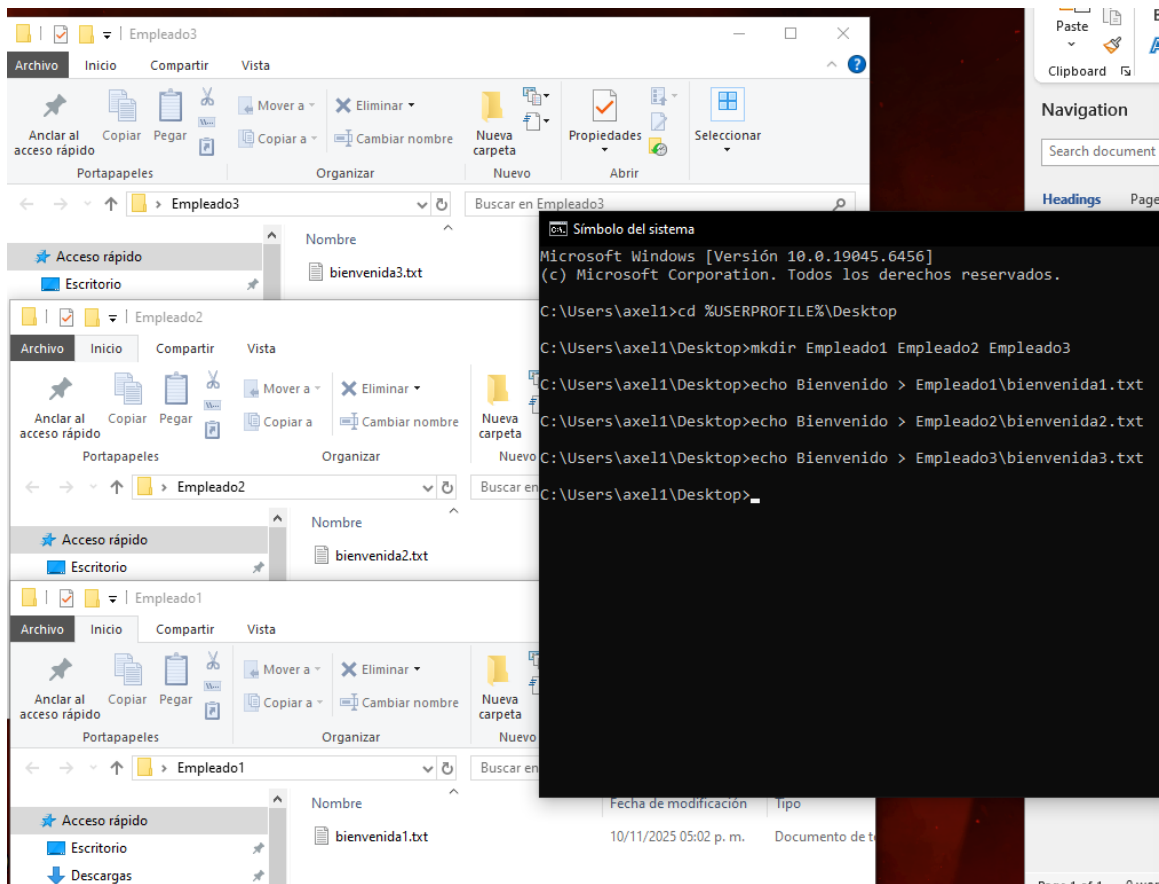 Empleado3
Archivo Inicio Compartir Vista
Anclar al acceso rápido
Copiar
Pegar
Mover a
Copiar a
Eliminar
Cambiar nombre
Nueva carpeta
Propiedades
Seleccionar
Portapapeles Organizar Nuevo Abrir
Empleado3
Buscar en Empleado3
Acceso rápido
Escritorio
Nombre
bienvenida3.txt
Empleado2
Archivo Inicio Compartir Vista
Anclar al acceso rápido
Copiar
Pegar
Mover a
Copiar a
Eliminar
Cambiar nombre
Nueva carpeta
Portapapeles Organizar Nuevo
Empleado2
Buscar en
Acceso rápido
Escritorio
Nombre
bienvenida2.txt
Empleado1
Archivo Inicio Compartir Vista
Anclar al acceso rápido
Copiar
Pegar
Mover a
Copiar a
Eliminar
Cambiar nombre
Nueva carpeta
Portapapeles Organizar Nuevo
Empleado1
Buscar en
Acceso rápido
Escritorio
Descargas
Nombre Fecha de modificación Tipo
bienvenida1.txt 10/11/2025 05:02 p. m. Documento de
Símbolo del sistema
Microsoft Windows [Versión 10.0.19045.6456]
(c) Microsoft Corporation. Todos los derechos reservados.
C:\Users\axel1>cd %USERPROFILE%\Desktop
C:\Users\axel1\Desktop>mkdir Empleado1 Empleado2 Empleado3
C:\Users\axel1\Desktop>echo Bienvenido > Empleado1\bienvenida1.txt
C:\Users\axel1\Desktop>echo Bienvenido > Empleado2\bienvenida2.txt
C:\Users\axel1\Desktop>echo Bienvenido > Empleado3\bienvenida3.txt
C:\Users\axel1\Desktop>
Paste
Clipboard
Navigation
Search document
Headings Page